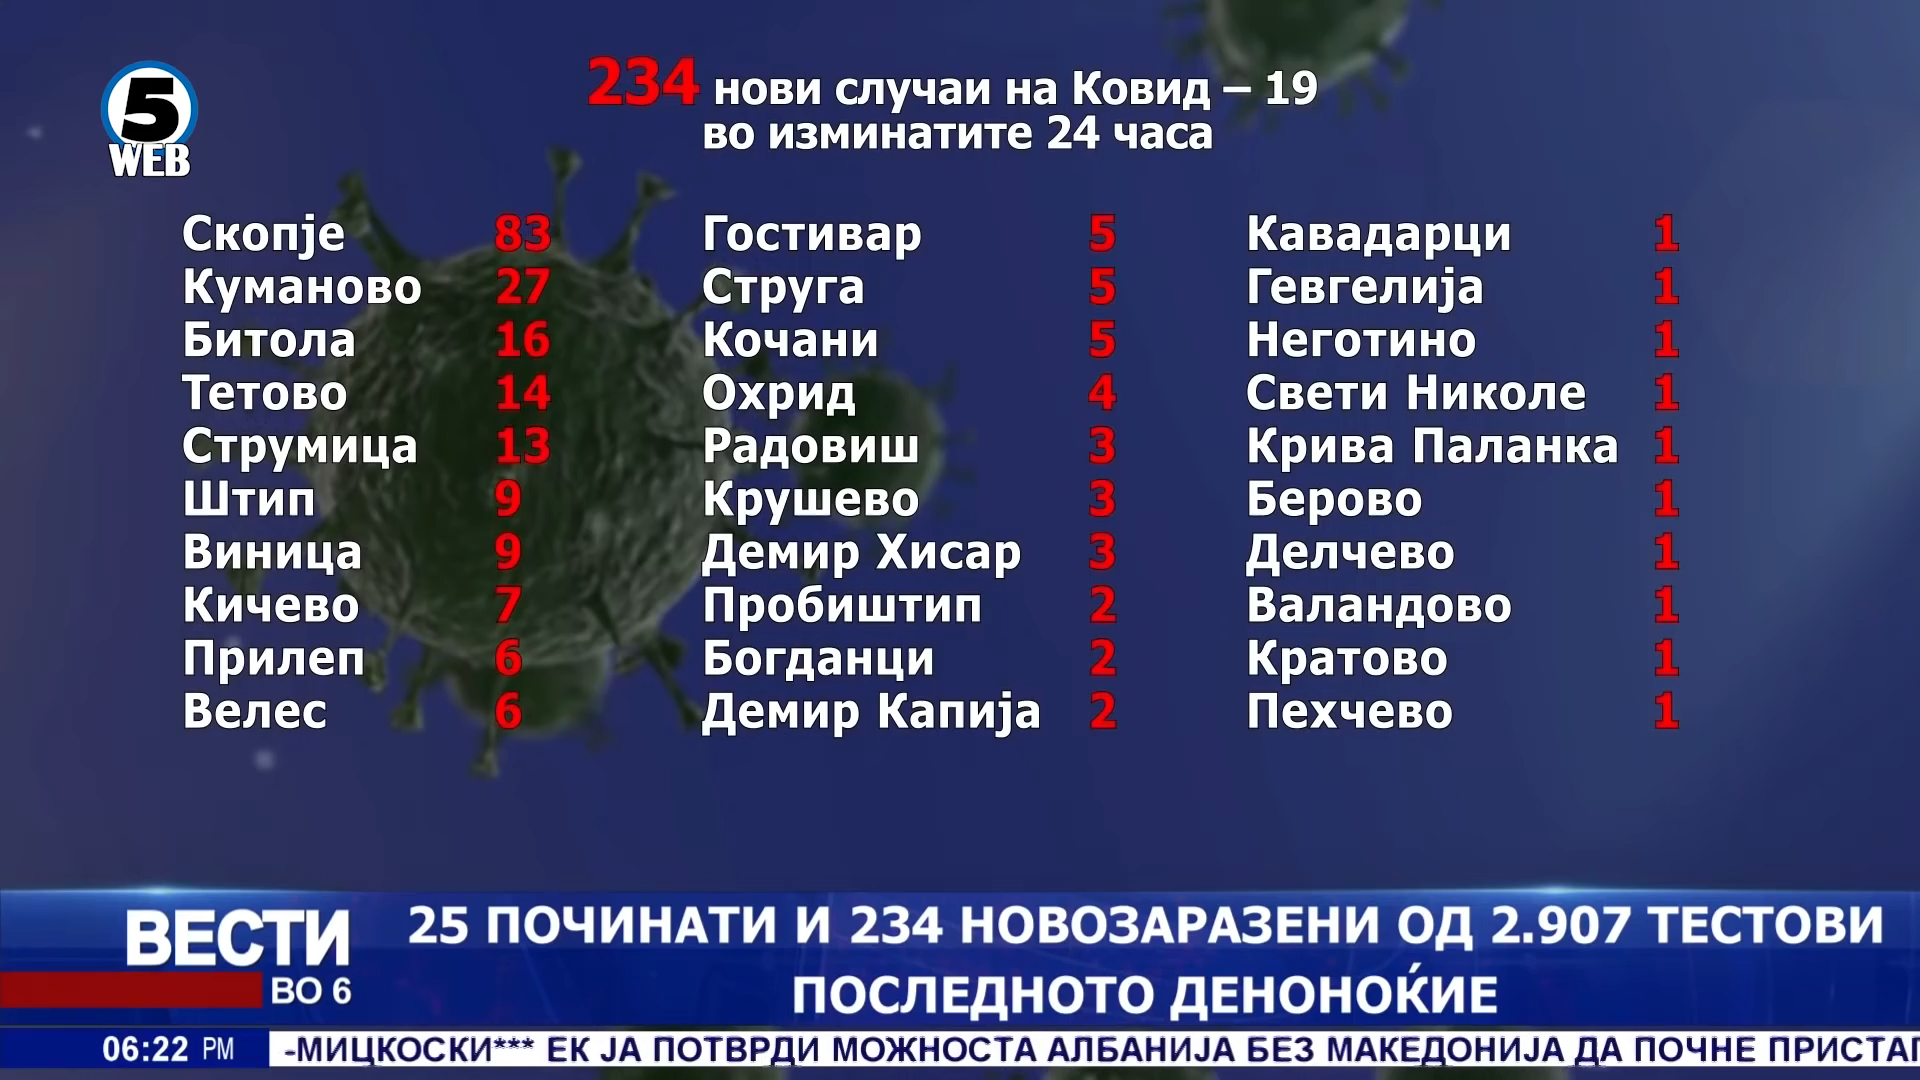 5
WEB
234 нови случаи на Ковид – 19
во изминатите 24 часа
Скопје 83
Куманово 27
Битола 16
Тетово 14
Струмица 13
Штип 9
Виница 9
Кичево 7
Прилеп 6
Велес 6
Гостивар 5
Струга 5
Кочани 5
Охрид 4
Радовиш 3
Крушево 3
Демир Хисар 3
Пробиштип 2
Богданци 2
Демир Капија 2
Кавадарци 1
Гевгелија 1
Неготино 1
Свети Николе 1
Крива Паланка 1
Берово 1
Делчево 1
Валандово 1
Кратово 1
Пехчево 1
ВЕСТИ
ВО 6
25 ПОЧИНАТИ И 234 НОВОЗАРАЗЕНИ ОД 2.907 ТЕСТОВИ
ПОСЛЕДНОТО ДЕНОНОЌИЕ
06:22 PM
-МИЦКОСКИ*** ЕК ЈА ПОТВРДИ МОЖНОСТА АЛБАНИЈА БЕЗ МАКЕДОНИЈА ДА ПОЧНЕ